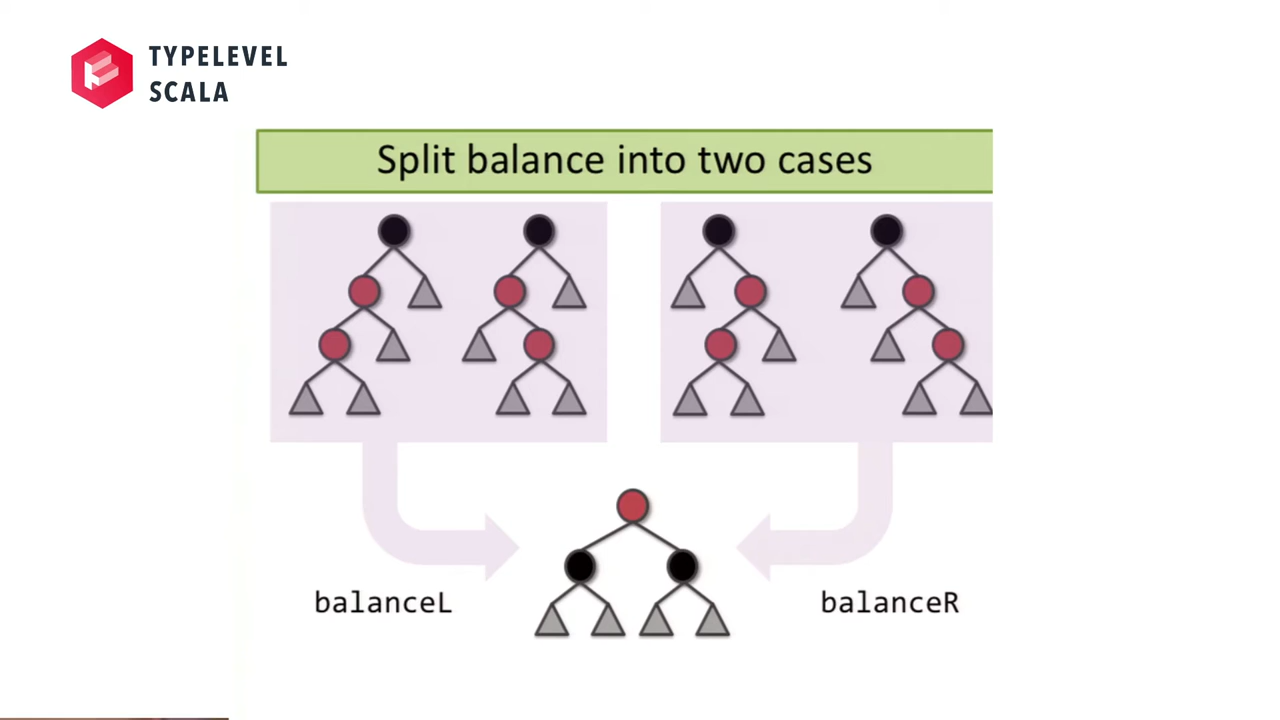 TYPELEVEL
SCALA
Split balance into two cases
balanceL
balanceR